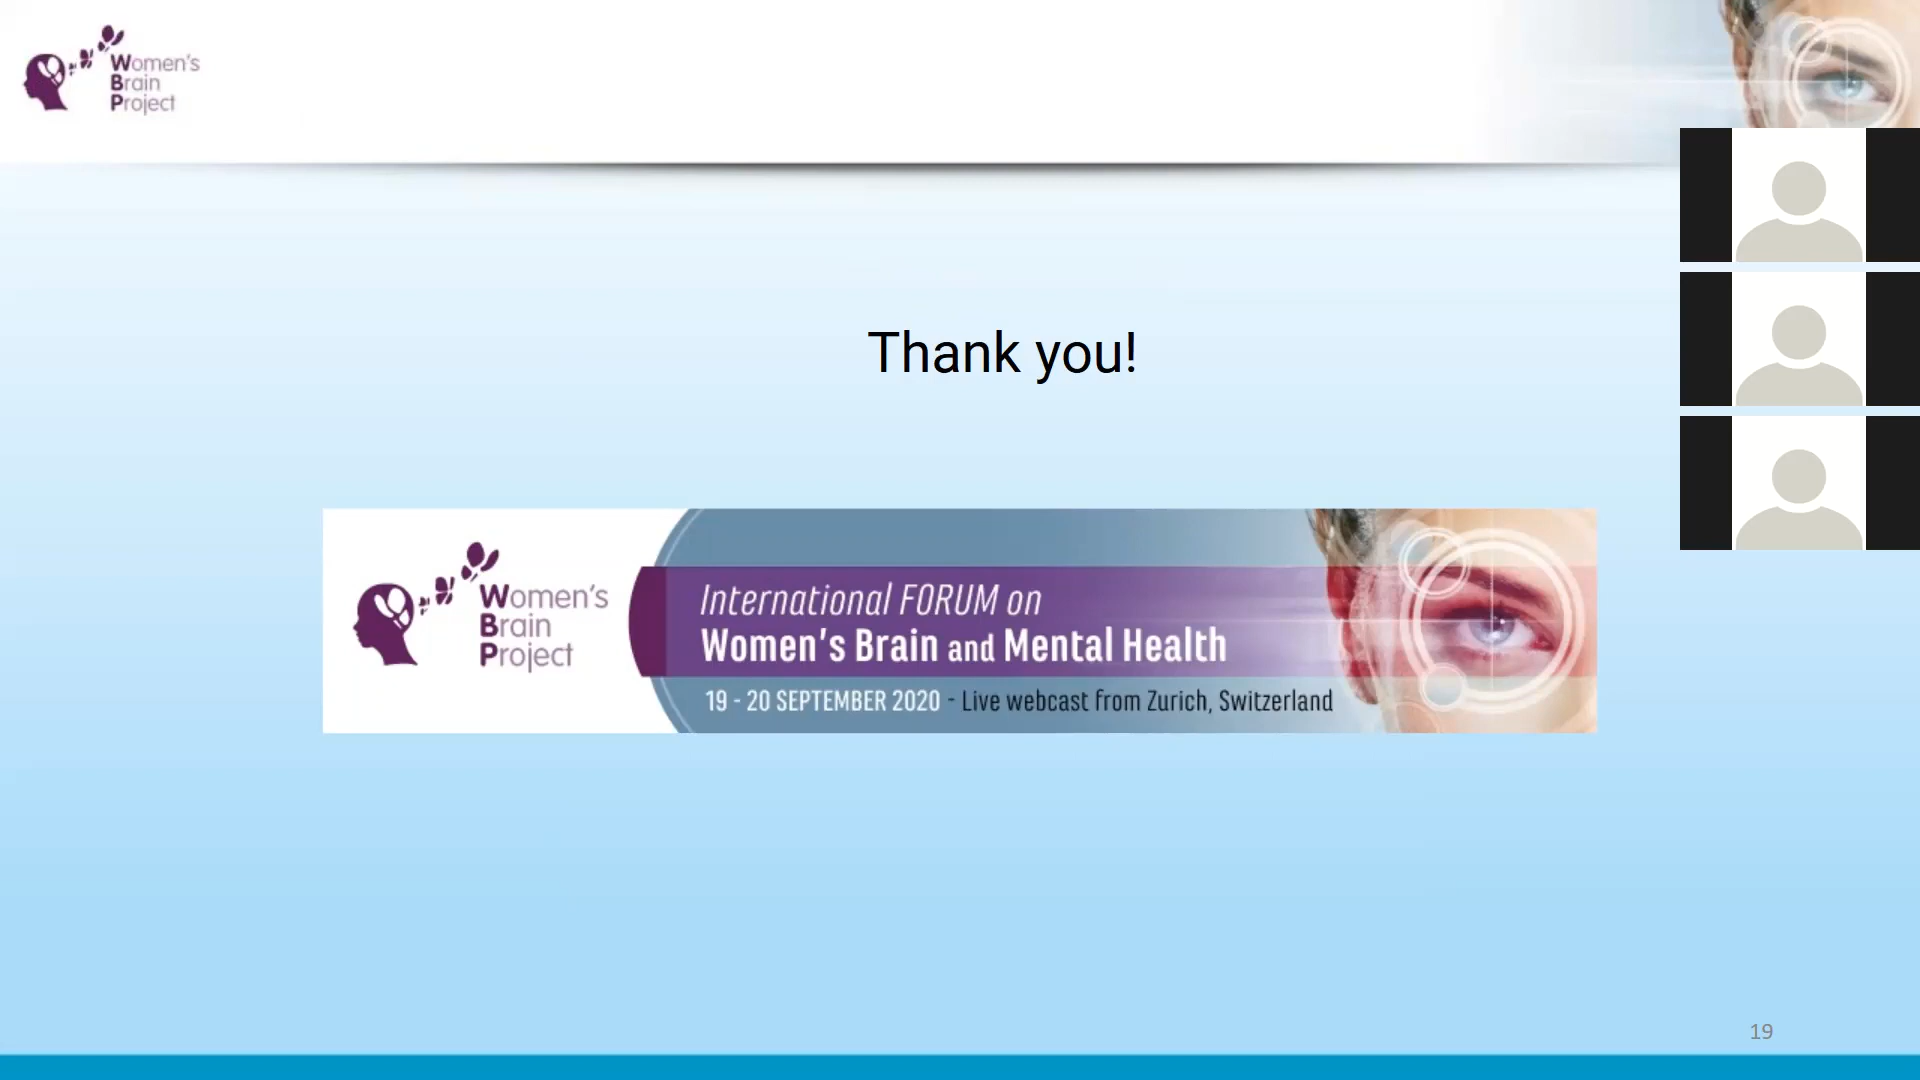 Women's
Brain
Project
Thank you!
Women's
Brain
Project
International FORUM on
Women's Brain and Mental Health
19 - 20 SEPTEMBER 2020 - Live webcast from Zurich, Switzerland
19